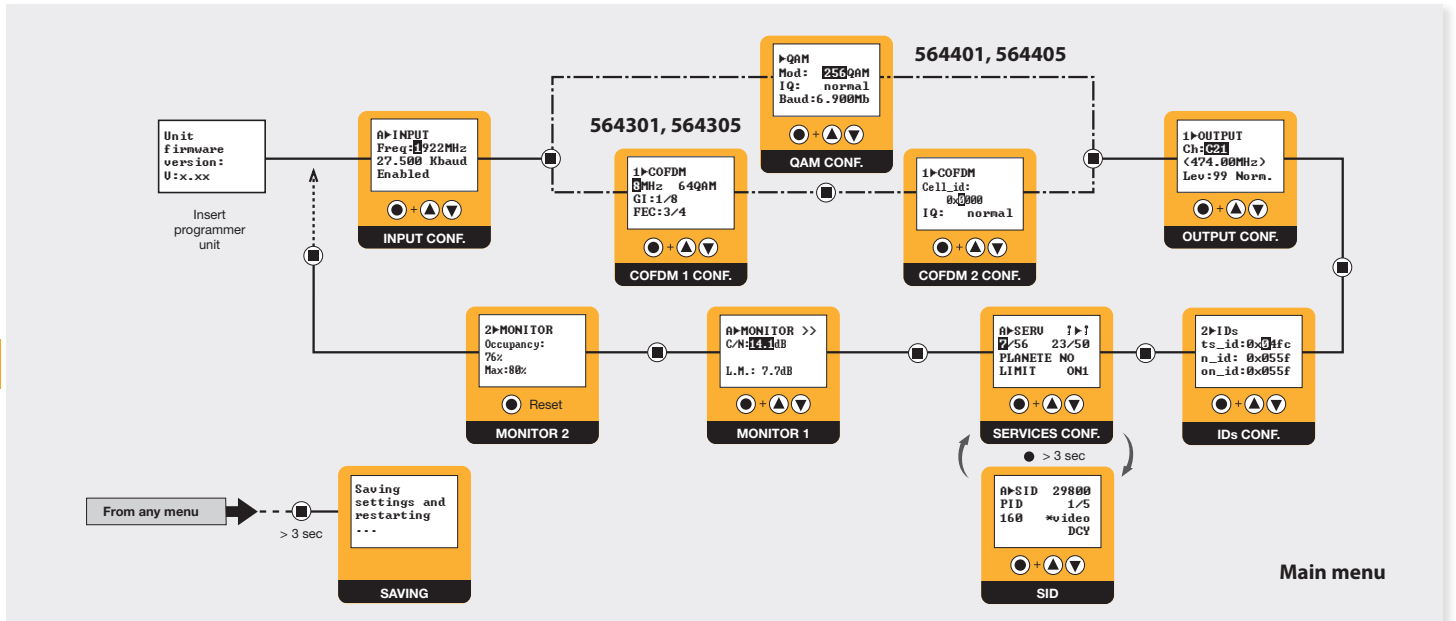 Unit
firmware
version:
V:x.xx
Insert
programmer
unit
A▶INPUT
Freq:1922MHz
27.500 Kbaud
Enabled
+
INPUT CONF.
564401, 564405
▶QAM
Mod: 256QAM
IQ: normal
Baud:6.900Mb
+
QAM CONF.
564301, 564305
1▶COFDM
8MHz 64QAM
GI:1/8
FEC:3/4
+
COFDM 1 CONF.
1▶COFDM
Cell_id:
0x0000
IQ: normal
+
COFDM 2 CONF.
1▶OUTPUT
Ch:C21
(474.00MHz)
Lev:99 Norm.
+
OUTPUT CONF.
2▶MONITOR
Occupancy:
76%
Max:80%
Reset
MONITOR 2
A▶MONITOR >>
C/N:14.1dB
L.M.: 7.7dB
+
MONITOR 1
A▶SERV
?/56 23/50
PLANETE NO
LIMIT ON1
+
SERVICES CONF.
> 3 sec
2▶IDs
ts_id:0x04fc
n_id: 0x055f
on_id:0x055f
+
IDs CONF.
From any menu
> 3 sec
Saving
settings and
restarting
...
SAVING
A▶SID 29800
PID 1/5
160 *video
DCY
+
SID
Main menu